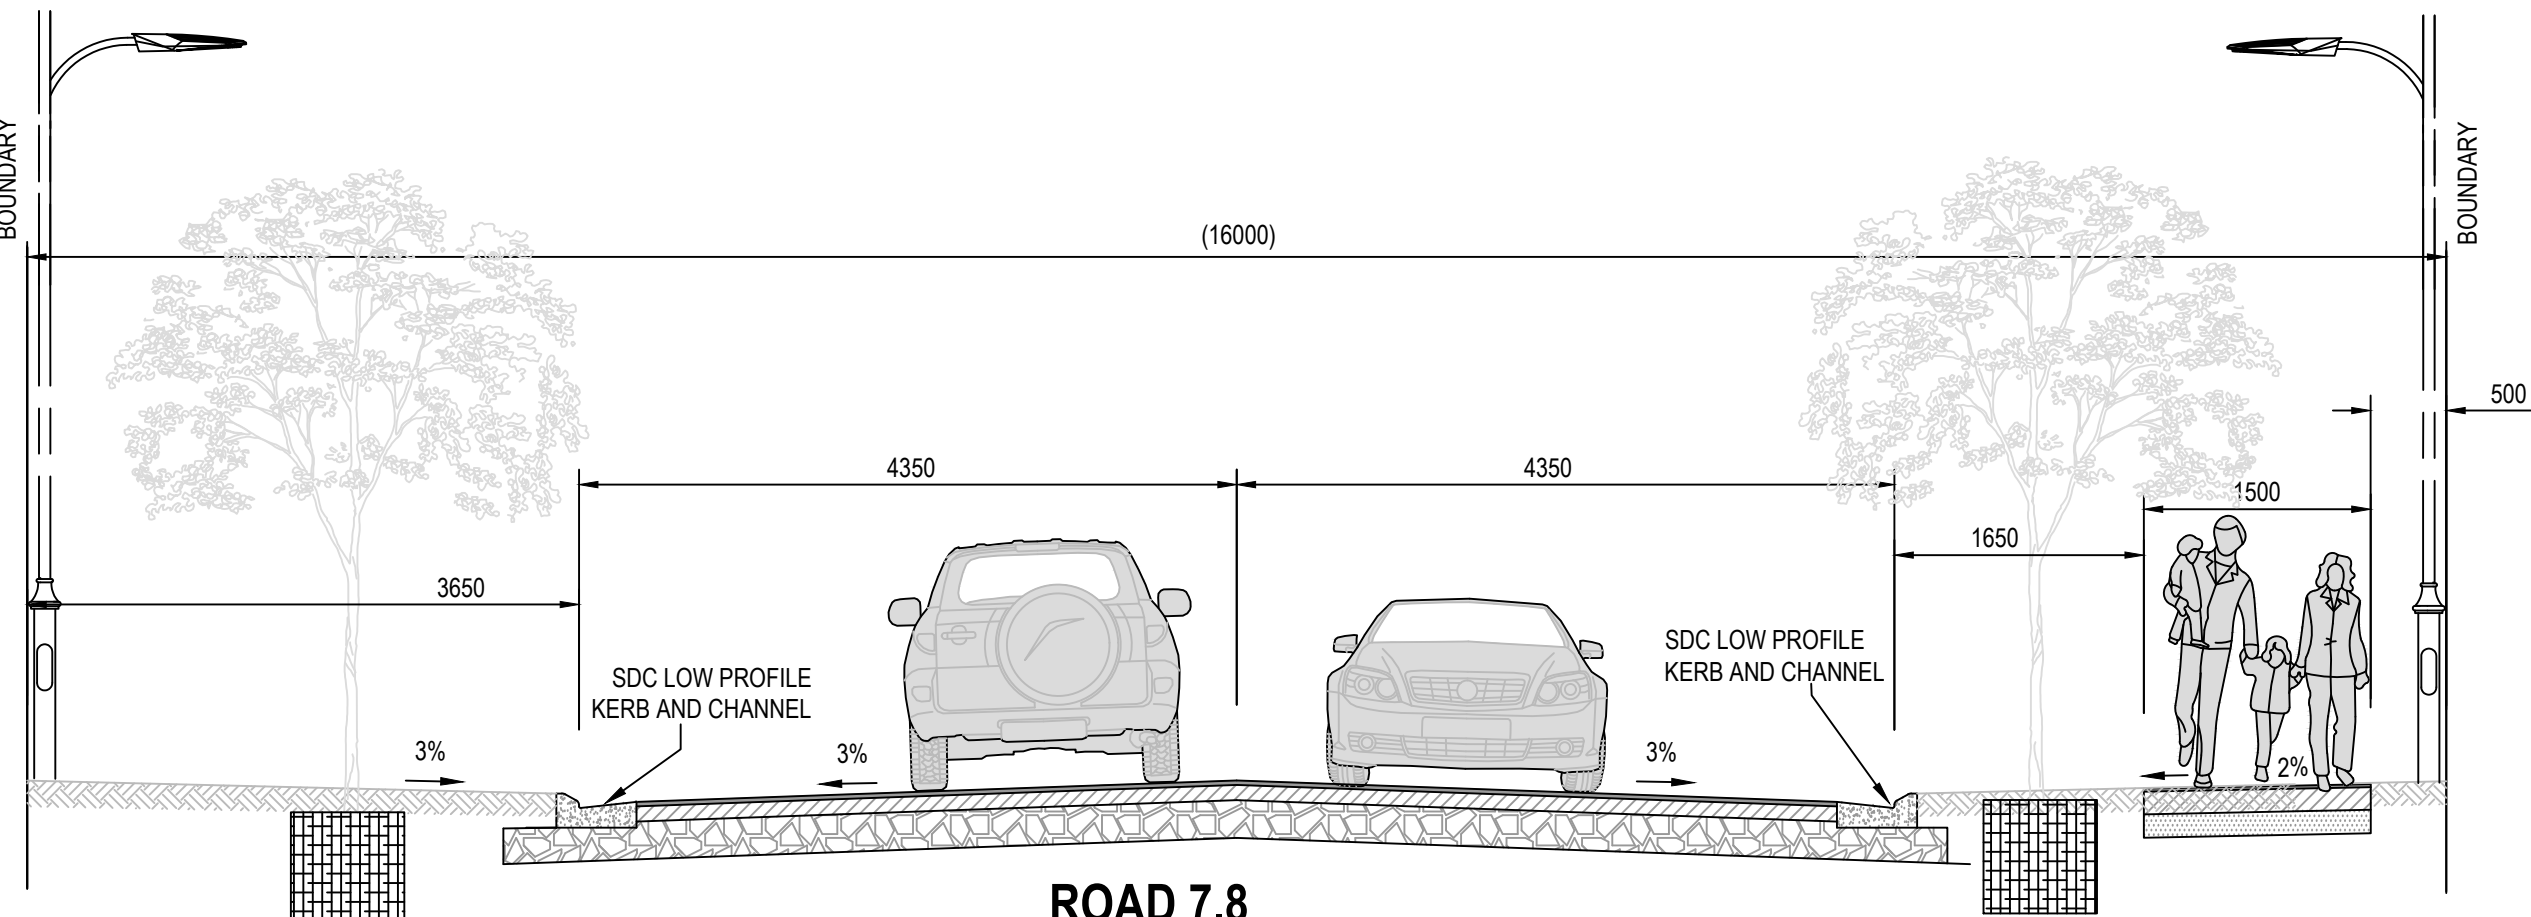 BOUNDARY
BOUNDARY
(16000)
500
4350
4350
1500
1650
3650
SDC LOW PROFILE
KERB AND CHANNEL
SDC LOW PROFILE
KERB AND CHANNEL
3%
3%
3%
2%
ROAD 7,8